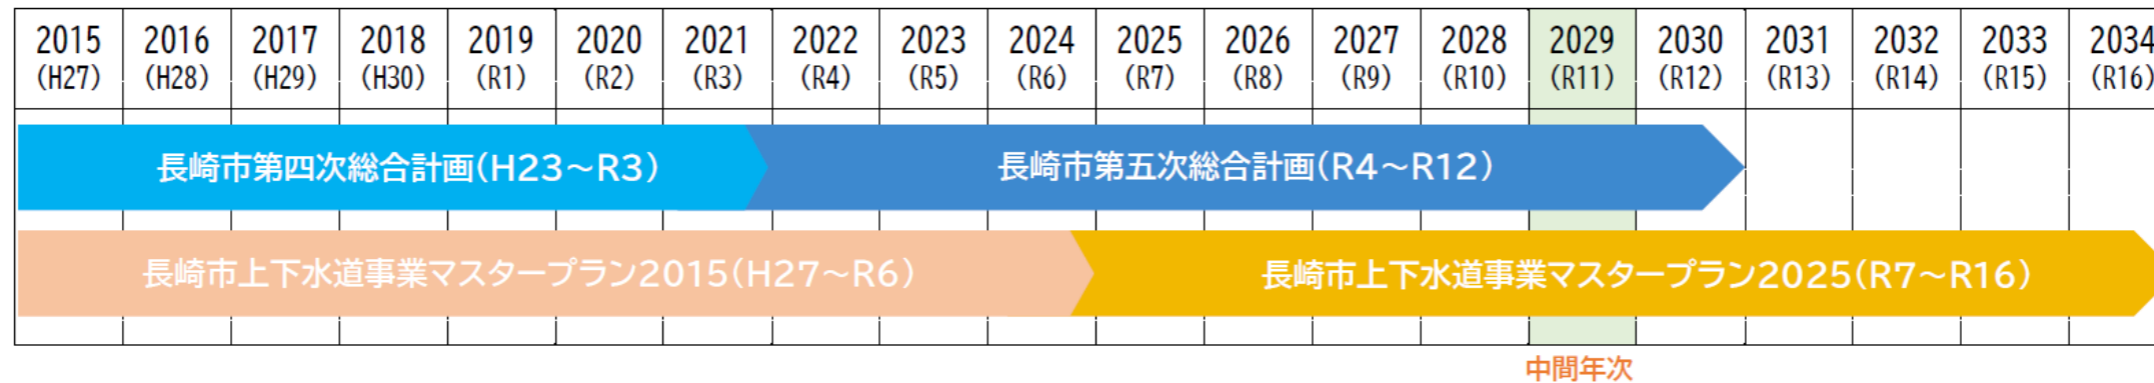 2015 2016 2017 2018 2019 2020 2021 2022 2023 2024 2025 2026 2027 2028 2029 2030 2031 2032 2033 2034
(H27) (H28) (H29) (H30) (R1) (R2) (R3) (R4) (R5) (R6) (R7) (R8) (R9) (R10) (R11) (R12) (R13) (R14) (R15) (R16)
長崎市第四次総合計画(H23~R3) 長崎市第五次総合計画(R4~R12)
長崎市上下水道事業マスタープラン2015(H27~R6) 長崎市上下水道事業マスタープラン2025(R7~R16)
中間年次